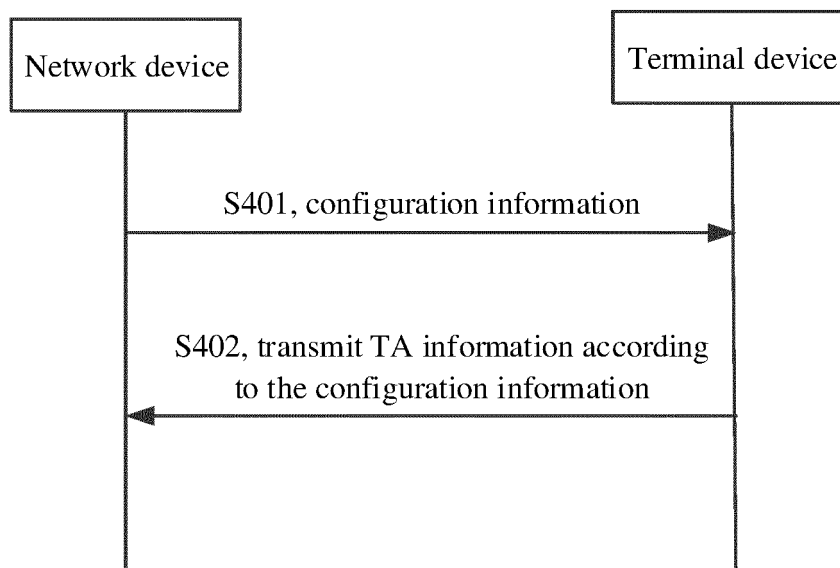 Network device
Terminal device
S401, configuration information
S402, transmit TA information according
to the configuration information